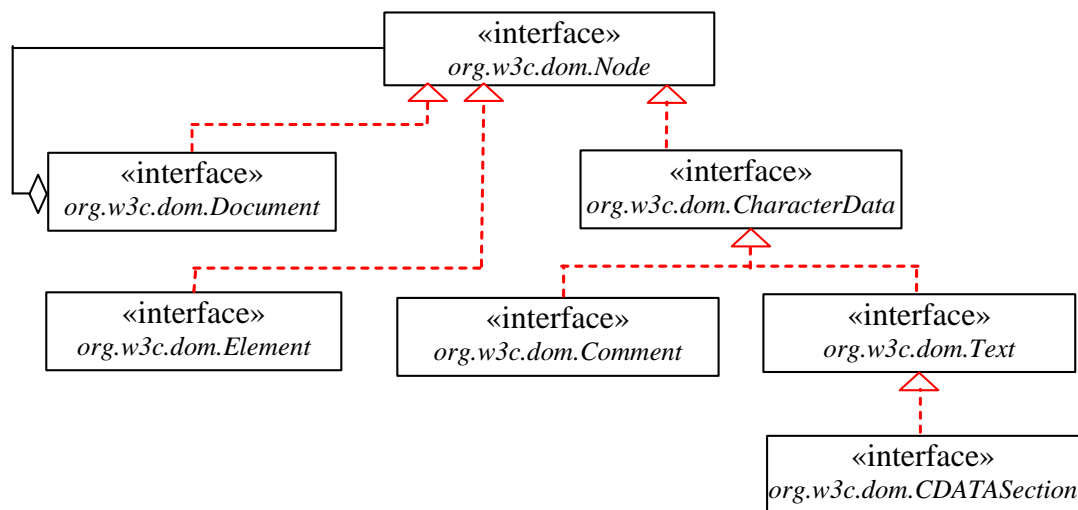 «interface»
org.w3c.dom.Node
«interface»
org.w3c.dom.Document
«interface»
org.w3c.dom.CharacterData
«interface»
org.w3c.dom.Element
«interface»
org.w3c.dom.Comment
«interface»
org.w3c.dom.Text
«interface»
org.w3c.dom.CDATASection